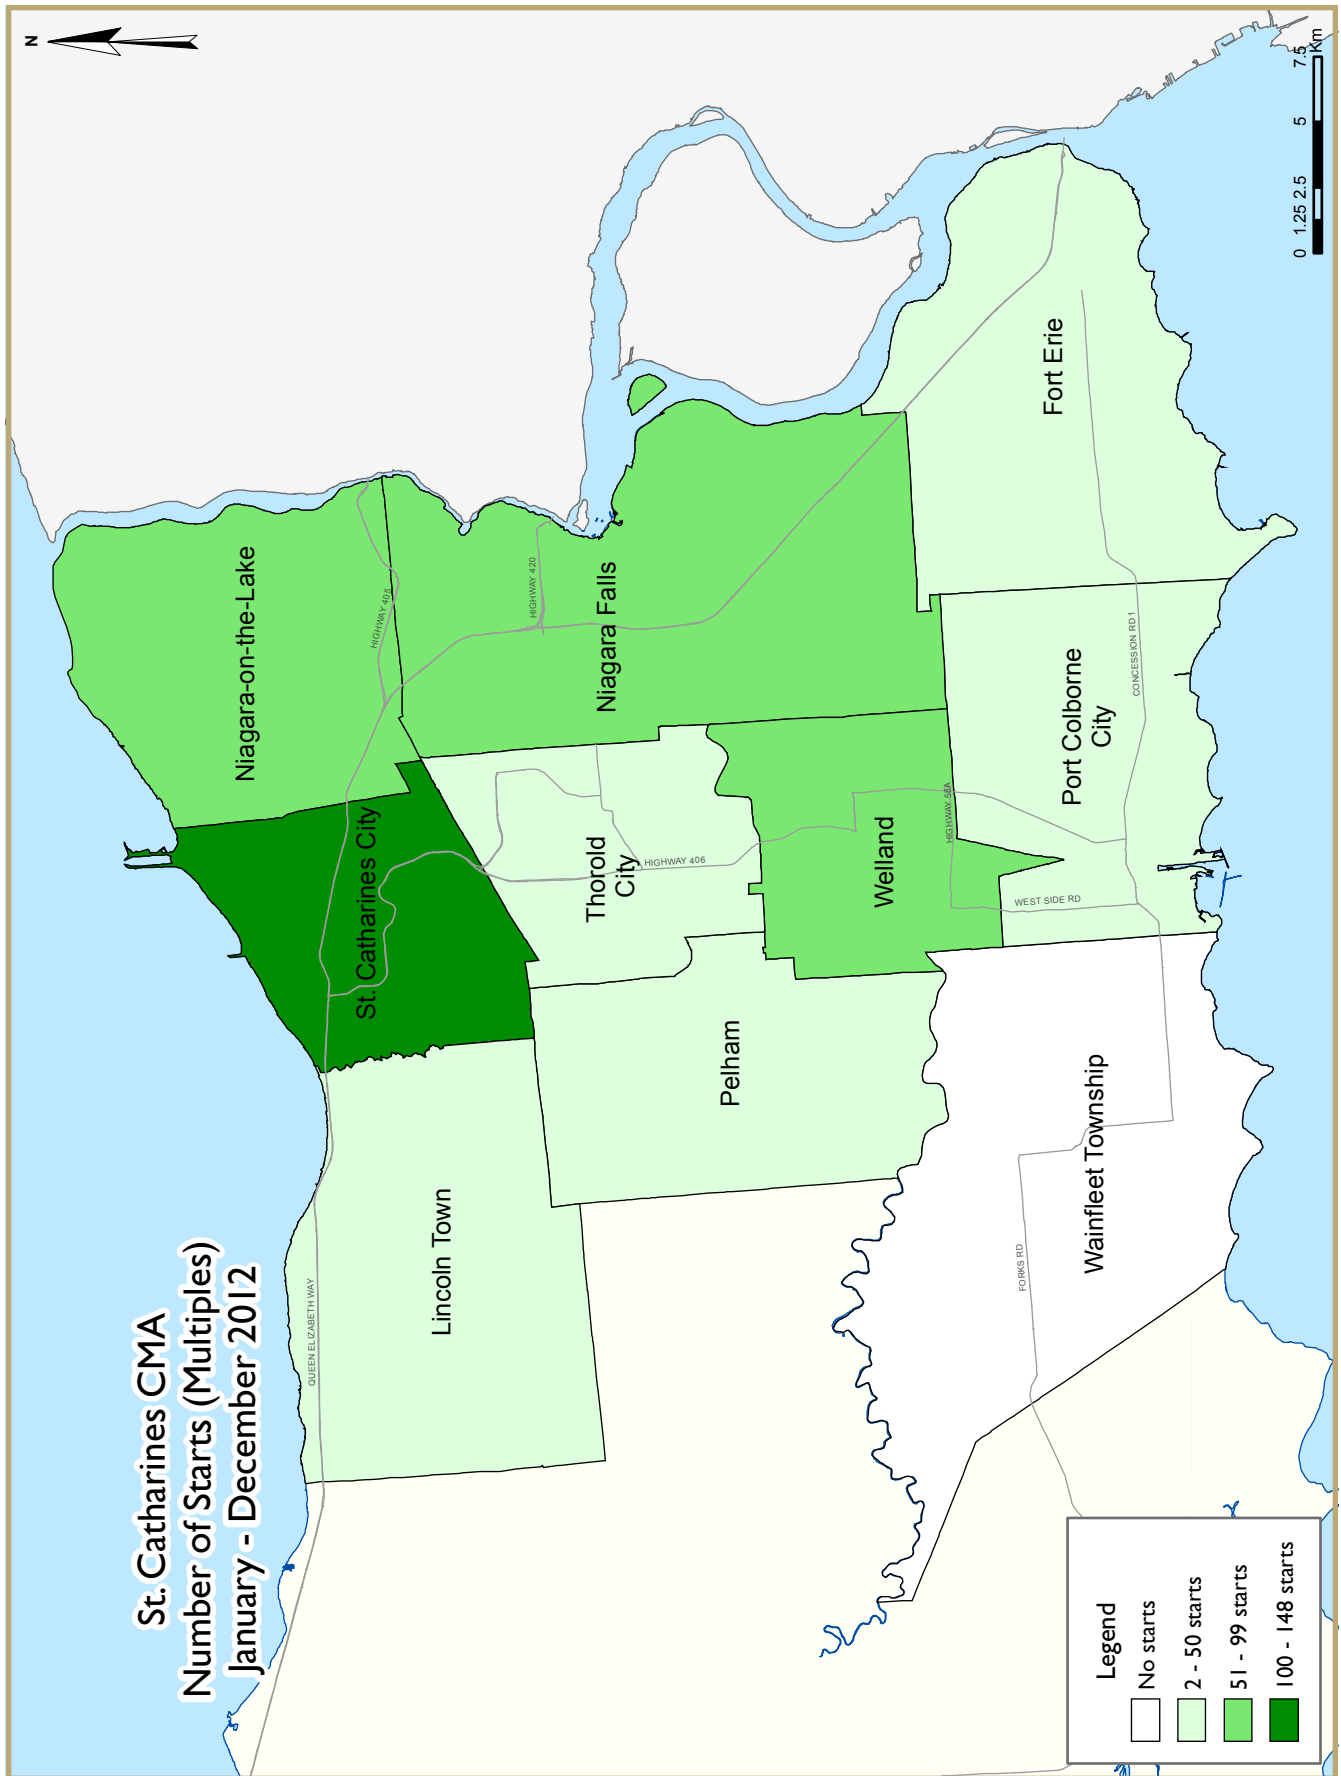 St. Catharines CMA
Number of Starts (Multiples)
January - December 2012
N
Niagara-on-the-Lake
HIGHWAY 405
St. Catharines City
QUEEN ELIZABETH WAY
Lincoln Town
HIGHWAY 420
Niagara Falls
Thorold
City
HIGHWAY 406
Pelham
Welland
HIGHWAY 58A
WEST SIDE RD
Fort Erie
Port Colborne
City
CONCESSION RD 1
Wainfleet Township
FORKS RD
Legend
No starts
2 - 50 starts
51 - 99 starts
100 - 148 starts
0 1.25 2.5 5 7.5
Km